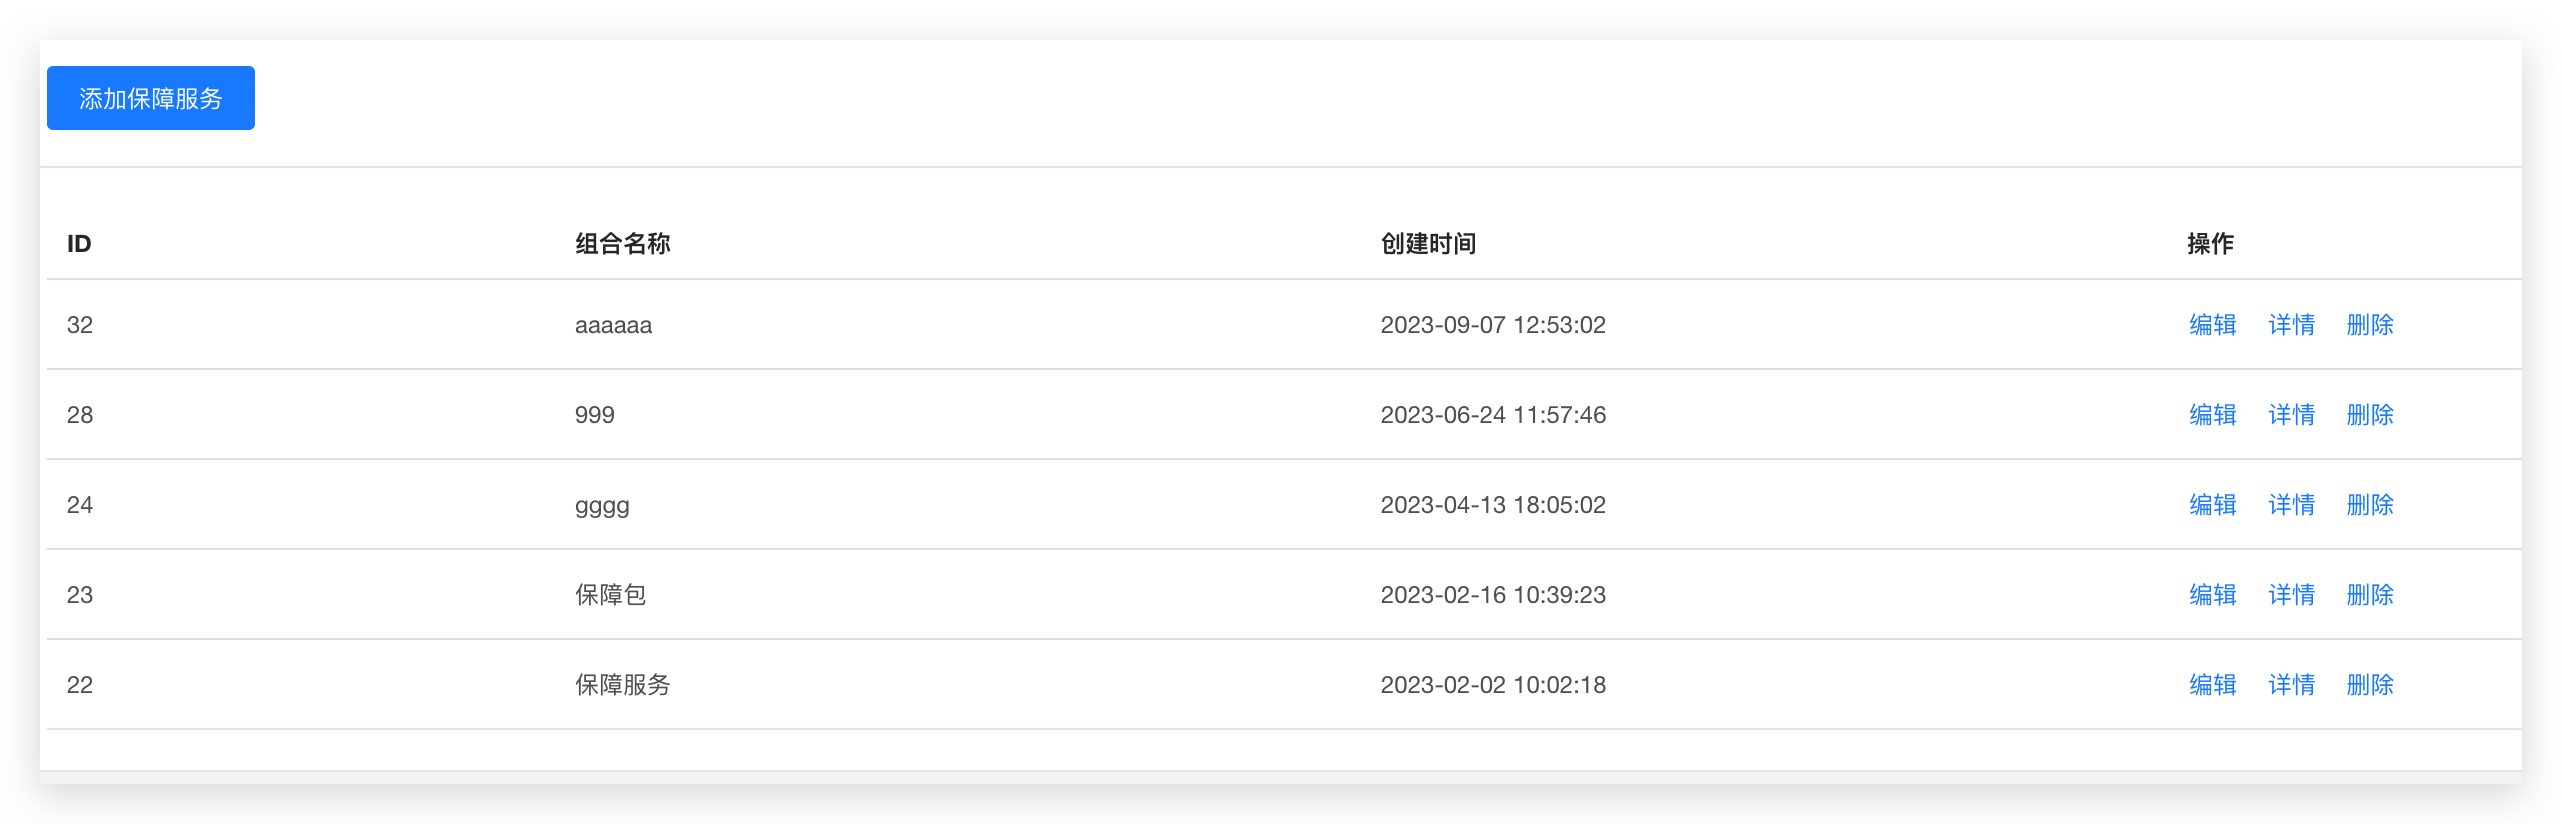 添加保障服务
ID 组合名称 创建时间 操作
32 aaaaaa 2023-09-07 12:53:02 编辑 详情 删除
28 999 2023-06-24 11:57:46 编辑 详情 删除
24 gggg 2023-04-13 18:05:02 编辑 详情 删除
23 保障包 2023-02-16 10:39:23 编辑 详情 删除
22 保障服务 2023-02-02 10:02:18 编辑 详情 删除